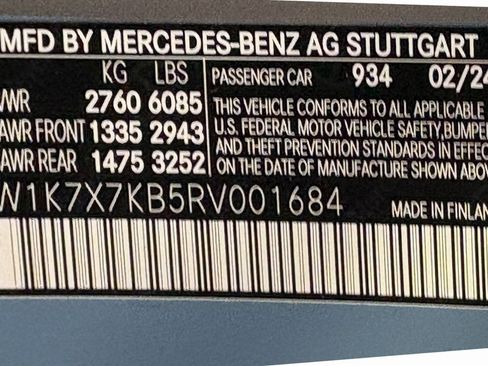 MFD BY MERCEDES-BENZ AG STUTTGART
KG LBS PASSENGER CAR 934 02/24
VWR 2760 6085 THIS VEHICLE CONFORMS TO ALL APPLICABLE
AWR FRONT 1335 2943 U.S. FEDERAL MOTOR VEHICLE SAFETY, BUMPER
AWR REAR 1475 3252 AND THEFT PREVENTION STANDARDS IN EFFEC
ON THE DATE OF MANUFACTURE SHOWN ABOV
W1K7X7KB5RV001684 MADE IN FINLAN